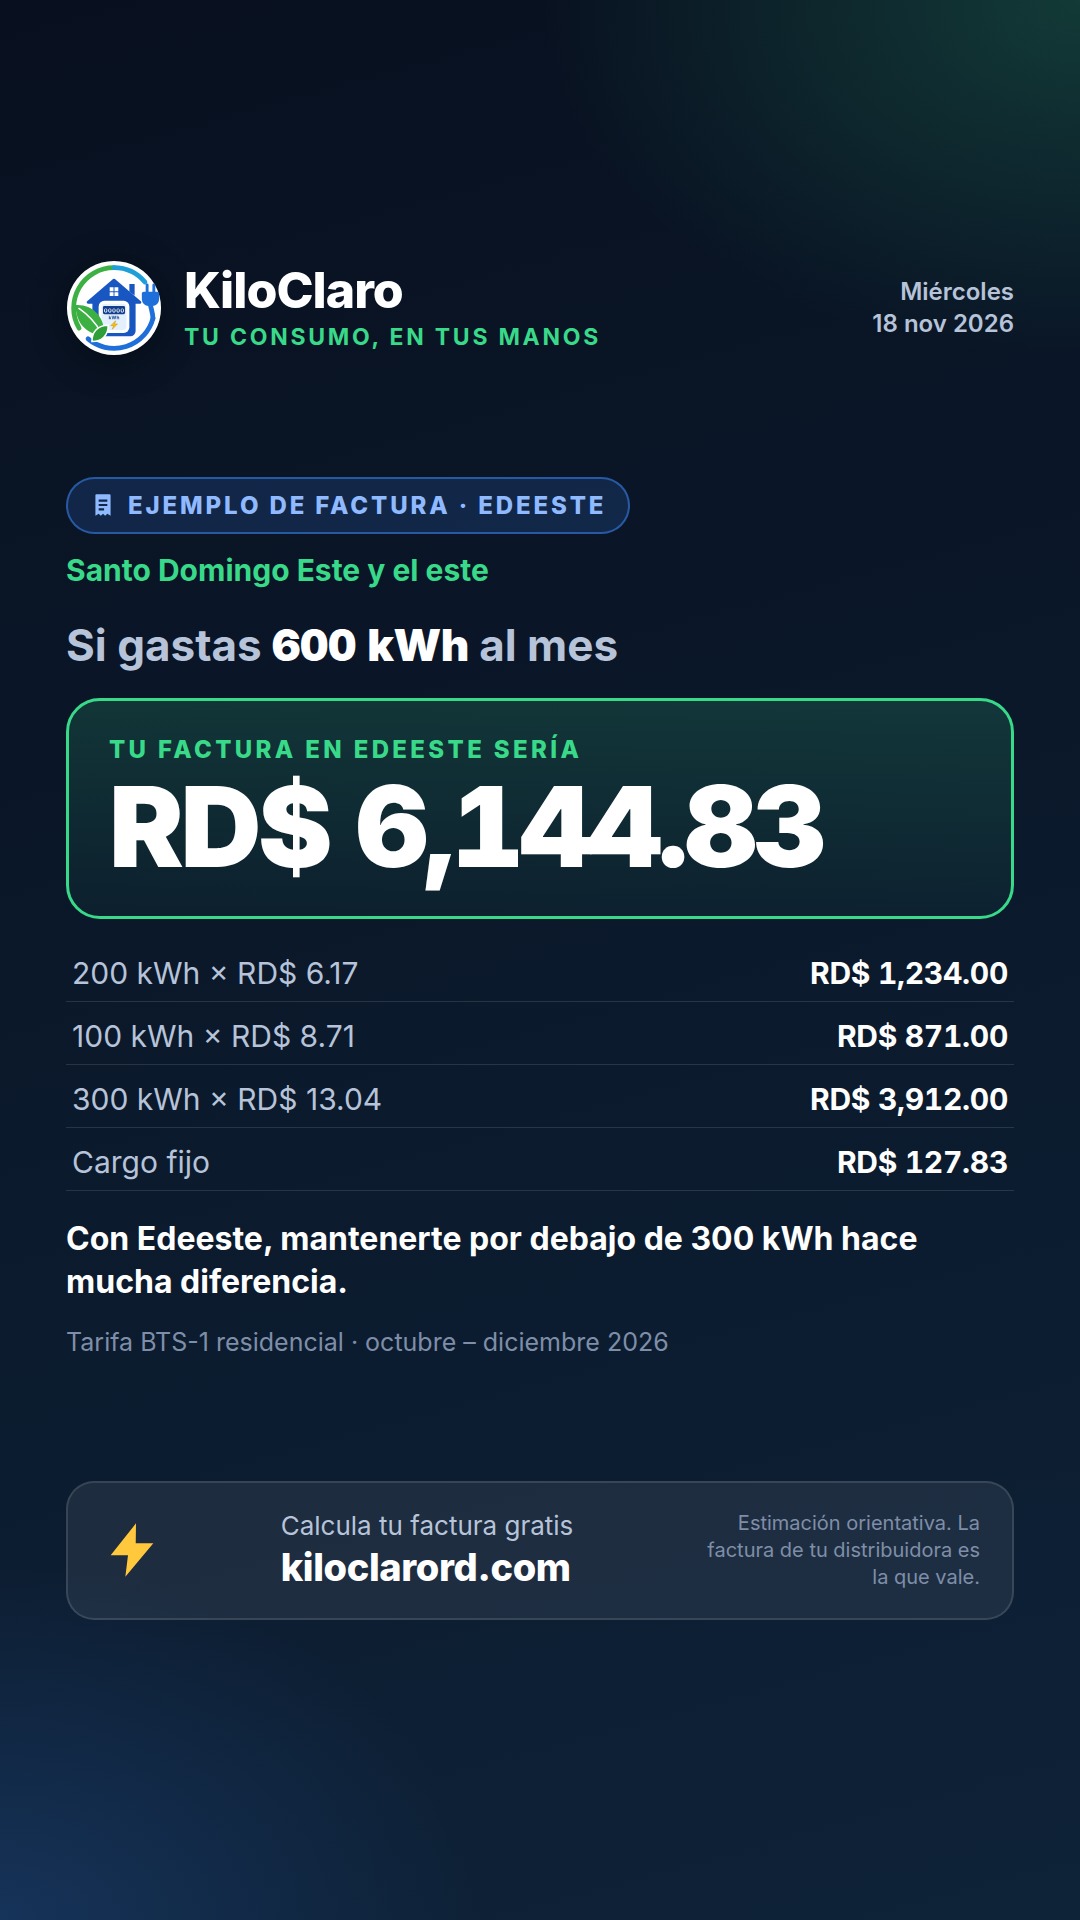 KiloClaro
TU CONSUMO, EN TUS MANOS
Miércoles
18 nov 2026
EJEMPLO DE FACTURA · EDEESTE
Santo Domingo Este y el este
Si gastas 600 kWh al mes
TU FACTURA EN EDEESTE SERÍA
RD$ 6,144.83
200 kWh × RD$ 6.17 RD$ 1,234.00
100 kWh × RD$ 8.71 RD$ 871.00
300 kWh × RD$ 13.04 RD$ 3,912.00
Cargo fijo RD$ 127.83
Con Edeeste, mantenerte por debajo de 300 kWh hace
mucha diferencia.
Tarifa BTS-1 residencial · octubre – diciembre 2026
Calcula tu factura gratis
kiloclarord.com
Estimación orientativa. La
factura de tu distribuidora es
la que vale.